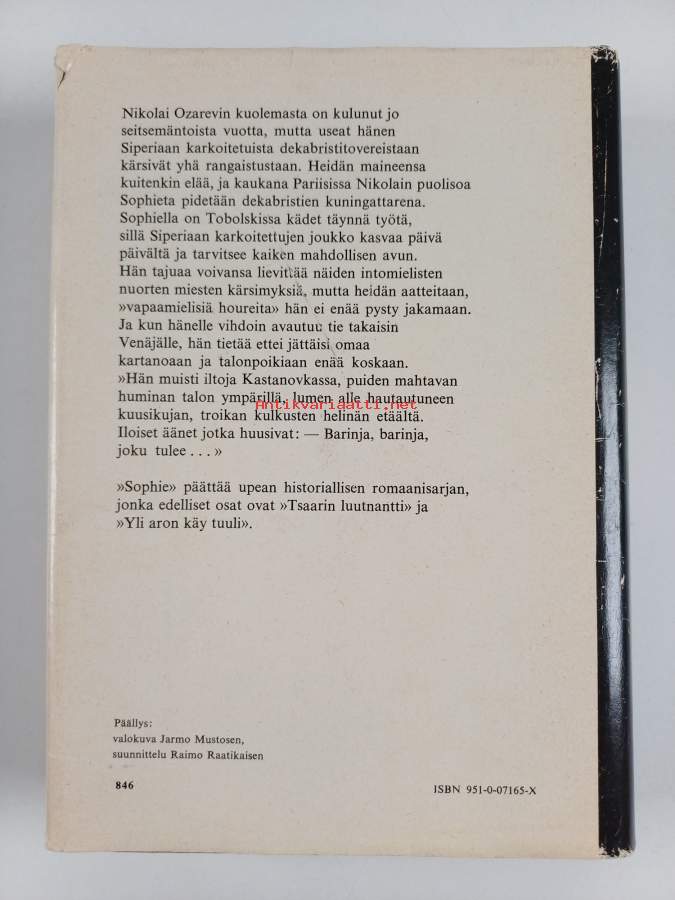 Nikolai Ozarevin kuolemasta on kulunut jo
seitsemäntoista vuotta, mutta useat hänen
Siperiaan karkoitetuista dekabristitovereistaan
kärsivät yhä rangaistustaan. Heidän maineensa
kuitenkin elää, ja kaukana Pariisissa Nikolain puolisoa
Sophieta pidetään dekabristien kuningattarena.
Sophiella on Tobolskissa kädet täynnä työtä,
sillä Siperiaan karkoitettujen joukko kasvaa päivä
päivältä ja tarvitsee kaiken mahdollisen avun.
Hän tajuaa voivansa lievittää näiden intomielisten
nuorten miesten kärsimyksiä, mutta heidän aatteitaan,
»vapaamielisiä houreita» hän ei enää pysty jakamaan.
Ja kun hänelle vihdoin avautuu tie takaisin
Venäjälle, hän tietää ettei jättäisi omaa
kartanoaan ja talonpoikiaan enää koskaan.
»Hän muisti iltoja Kastanovkassa, puiden mahtavan
huminan talon ympärillä, lumen alle hautautuneen
Antikvariaatti.net
kuusikujan, troikan kulkusten helinän etäältä.
Iloiset äänet jotka huusivat: — Barinja, barinja,
joku tulee . . . »
»Sophie» päättää upean historiallisen romaanisarjan,
jonka edelliset osat ovat »Tsaarin luutnantti» ja
»Yli aron käy tuuli».
Päällys:
valokuva Jarmo Mustosen,
suunnittelu Raimo Raatikaisen
846
ISBN 951-0-07165-X